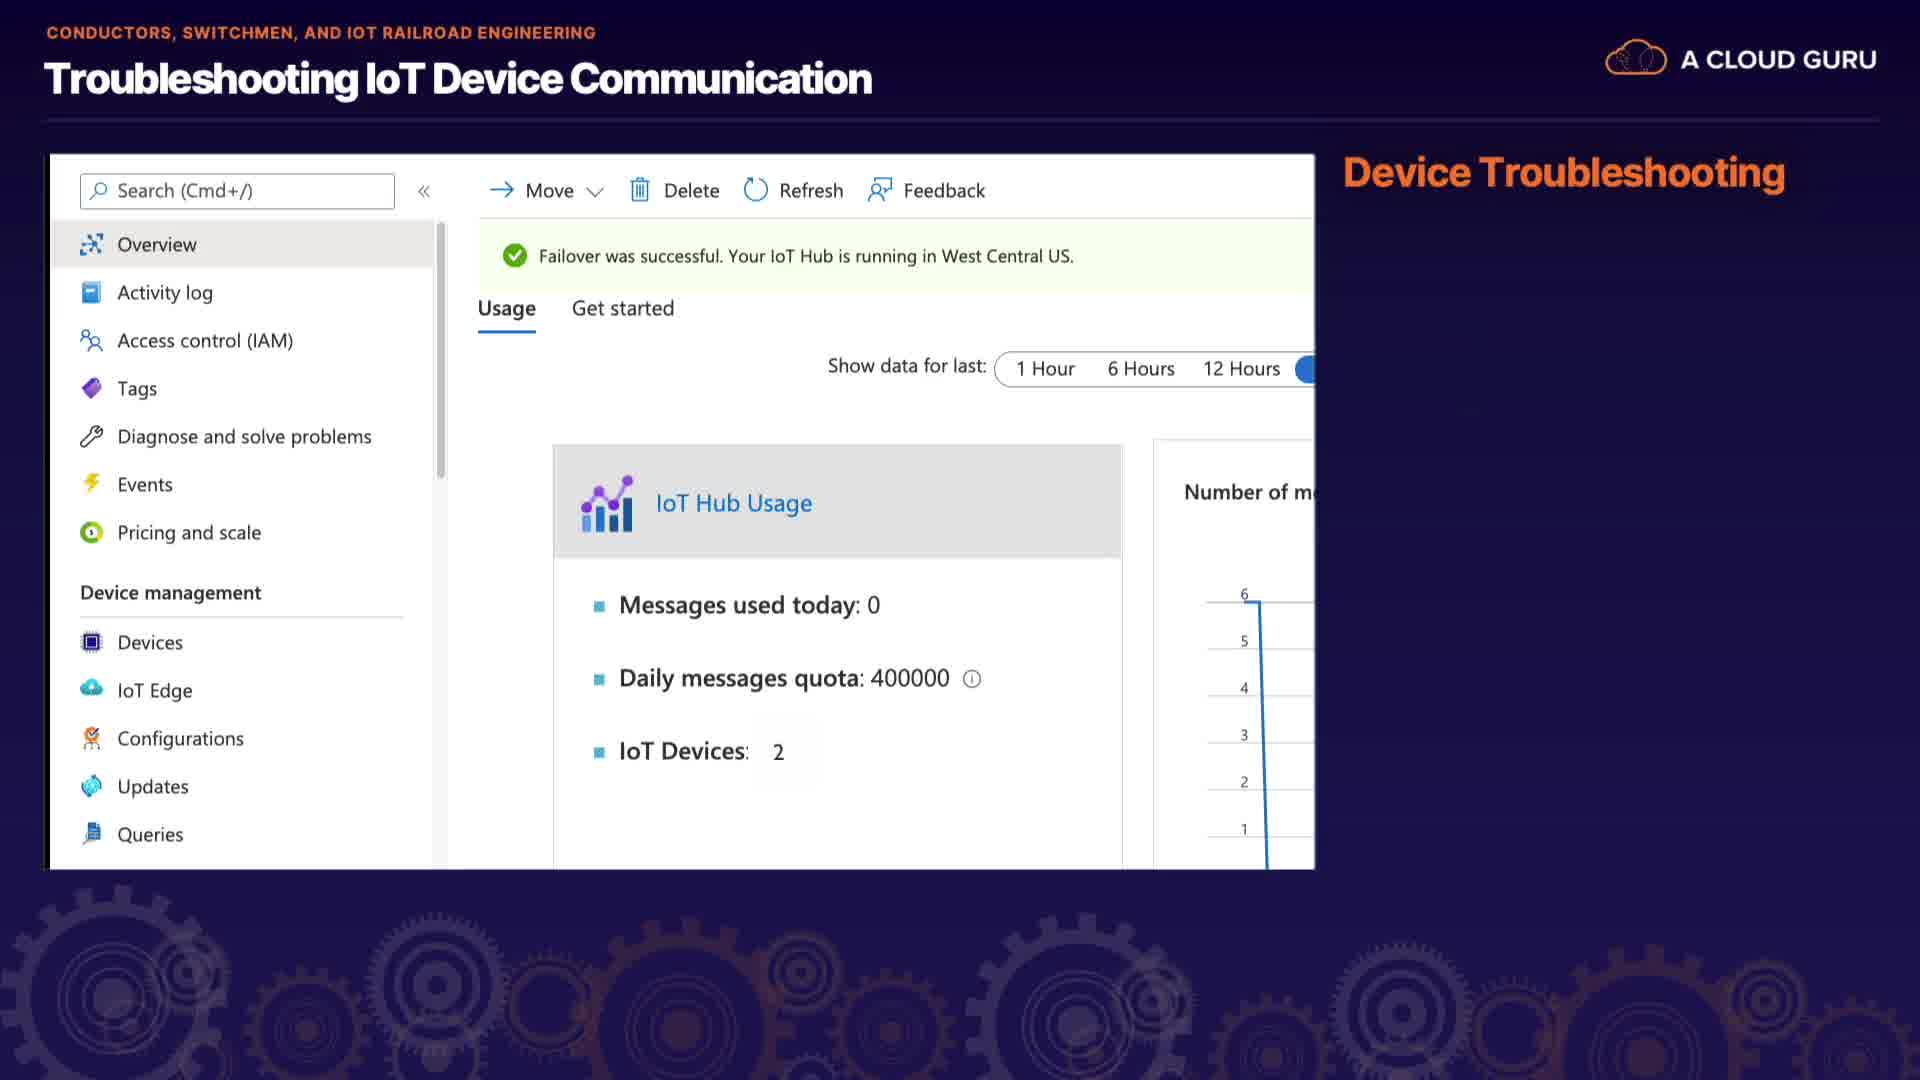 CONDUCTORS, SWITCHMEN, AND IOT RAILROAD ENGINEERING
Troubleshooting IoT Device Communication
A CLOUD GURU
Device Troubleshooting
Search (Cmd+/)
«
Move
Delete
Refresh
Feedback
Overview
Activity log
Access control (IAM)
Tags
Diagnose and solve problems
Events
Pricing and scale
Device management
Devices
IoT Edge
Configurations
Updates
Queries
Failover was successful. Your IoT Hub is running in West Central US.
Usage
Get started
Show data for last:
1 Hour
6 Hours
12 Hours
IoT Hub Usage
Messages used today: 0
Daily messages quota: 400000
IoT Devices: 2
Number of m
6
5
4
3
2
1